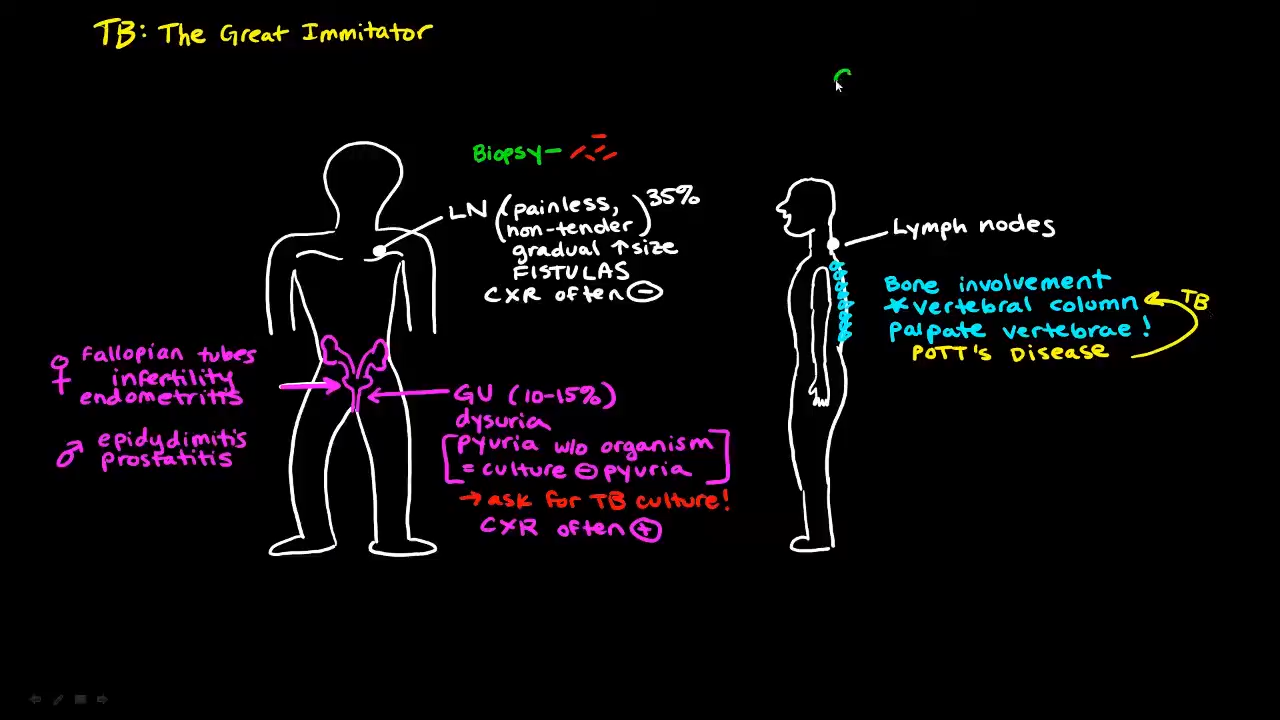 TB: The Great Immitator
Biopsy-
LN (painless, non-tender) 35%
gradual ↑ size
FISTULAS
CXR often ⊖
♀ Fallopian tubes
infertility
endometritis
♂ epidydimitis
prostatitis
GU (10-15%)
dysuria
[pyuria w/o organism
= culture ⊖ pyuria]
→ ask for TB culture!
CXR often ⊕
Lymph nodes
Bone involvement
*vertebral column
palpate vertebrae!
POTT's Disease
TB